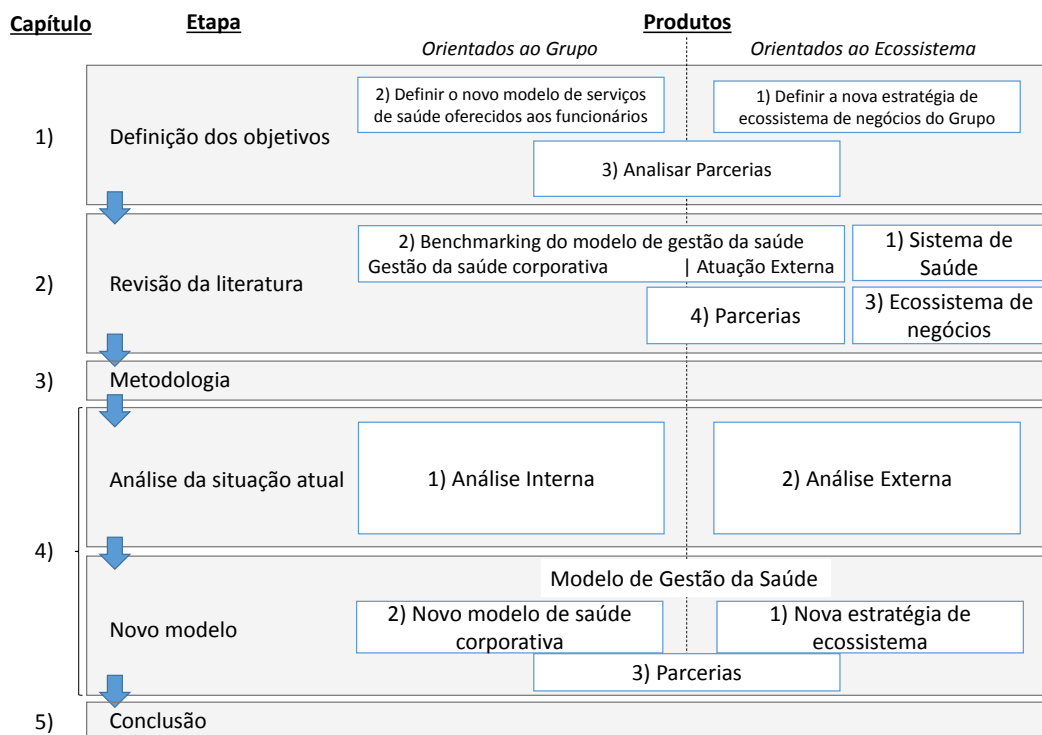 Capítulo
Etapa
Produtos
Orientados ao Grupo
Orientados ao Ecossistema
1)
Definição dos objetivos
2) Definir o novo modelo de serviços
de saúde oferecidos aos funcionários
1) Definir a nova estratégia de
ecossistema de negócios do Grupo
3) Analisar Parcerias
2)
Revisão da literatura
2) Benchmarking do modelo de gestão da saúde
Gestão da saúde corporativa | Atuação Externa
1) Sistema de
Saúde
4) Parcerias
3) Ecossistema de
negócios
3)
Metodologia
4)
Análise da situação atual
1) Análise Interna
2) Análise Externa
Novo modelo
Modelo de Gestão da Saúde
2) Novo modelo de saúde
corporativa
1) Nova estratégia de
ecossistema
3) Parcerias
5)
Conclusão